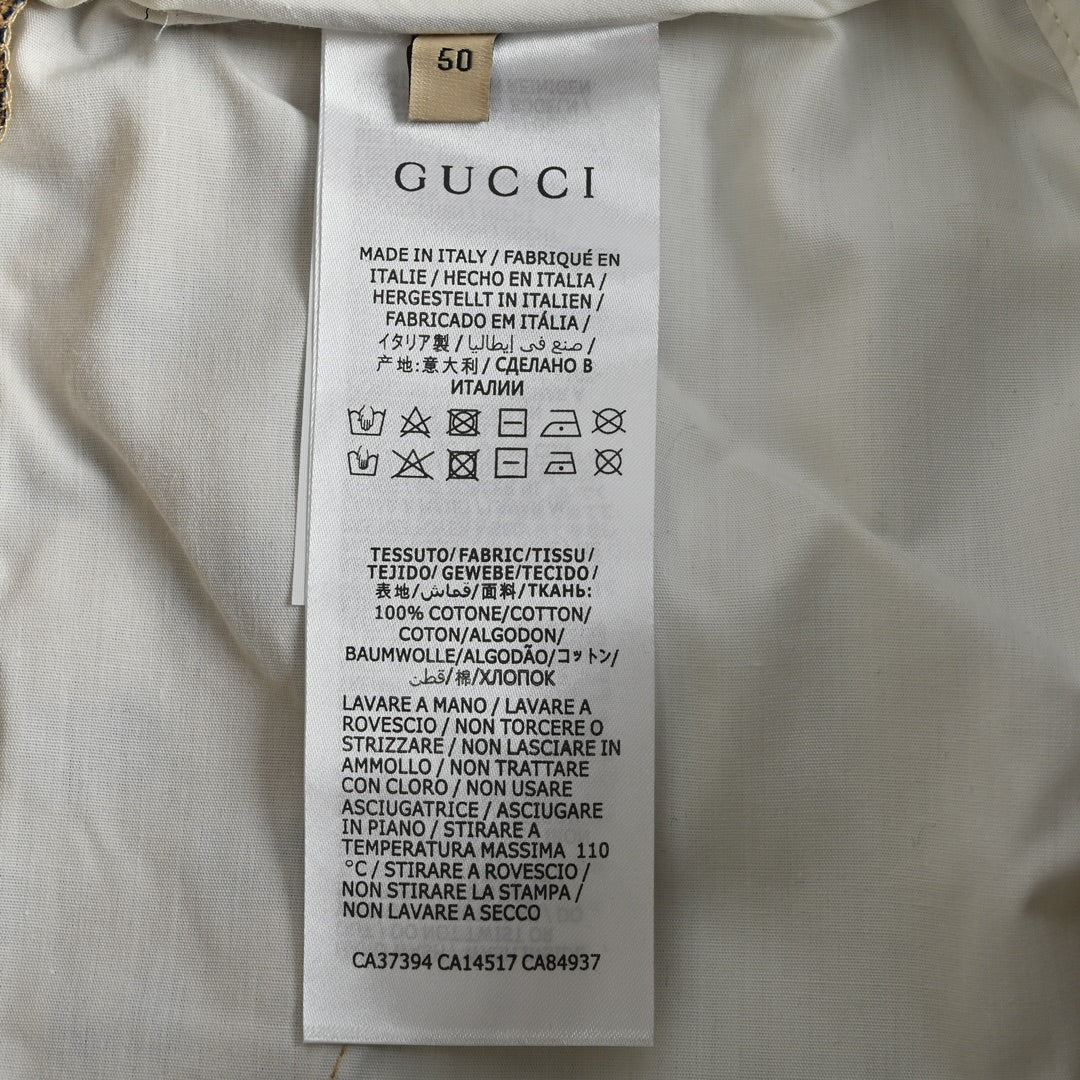 50
GUCCI
MADE IN ITALY / FABRIQUÉ EN
ITALIE / HECHO EN ITALIA /
HERGESTELLT IN ITALIEN /
FABRICADO EM ITÁLIA /
イタリア製 / صنع في إيطاليا /
产地:意大利 / СДЕЛАНО В
ИТАЛИИ
TESSUTO/FABRIC/TISSU/
TEJIDO/ GEWEBE/TECIDO/
表地/قماش/面料/ТКАНЬ:
100% COTONE/COTTON/
COTON/ALGODON/
BAUMWOLLE/ALGODÃO/コットン/
قطن/棉/ХЛОПОК
LAVARE A MANO / LAVARE A
ROVESCIO / NON TORCERE O
STRIZZARE / NON LASCIARE IN
AMMOLLO / NON TRATTARE
CON CLORO / NON USARE
ASCIUGATRICE / ASCIUGARE
IN PIANO / STIRARE A
TEMPERATURA MASSIMA 110
°C / STIRARE A ROVESCIO /
NON STIRARE LA STAMPA /
NON LAVARE A SECCO
CA37394 CA14517 CA84937